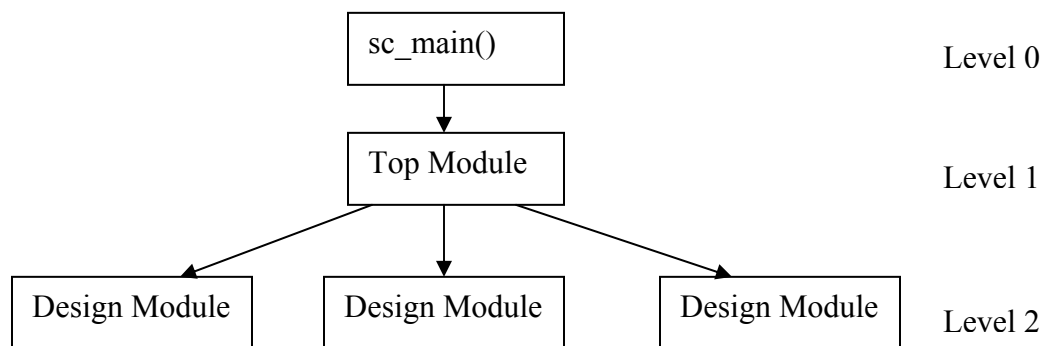 sc_main()
Level 0
Top Module
Level 1
Design Module
Design Module
Design Module
Level 2